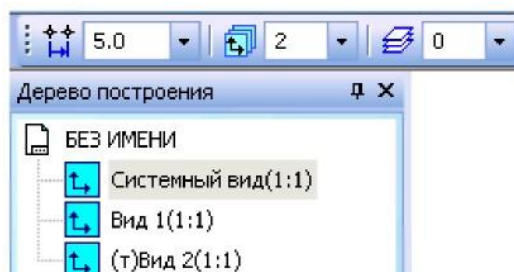 5.0 2 0
Дерево построения
БЕЗ ИМЕНИ
Системный вид(1:1)
Вид 1(1:1)
(т)Вид 2(1:1)